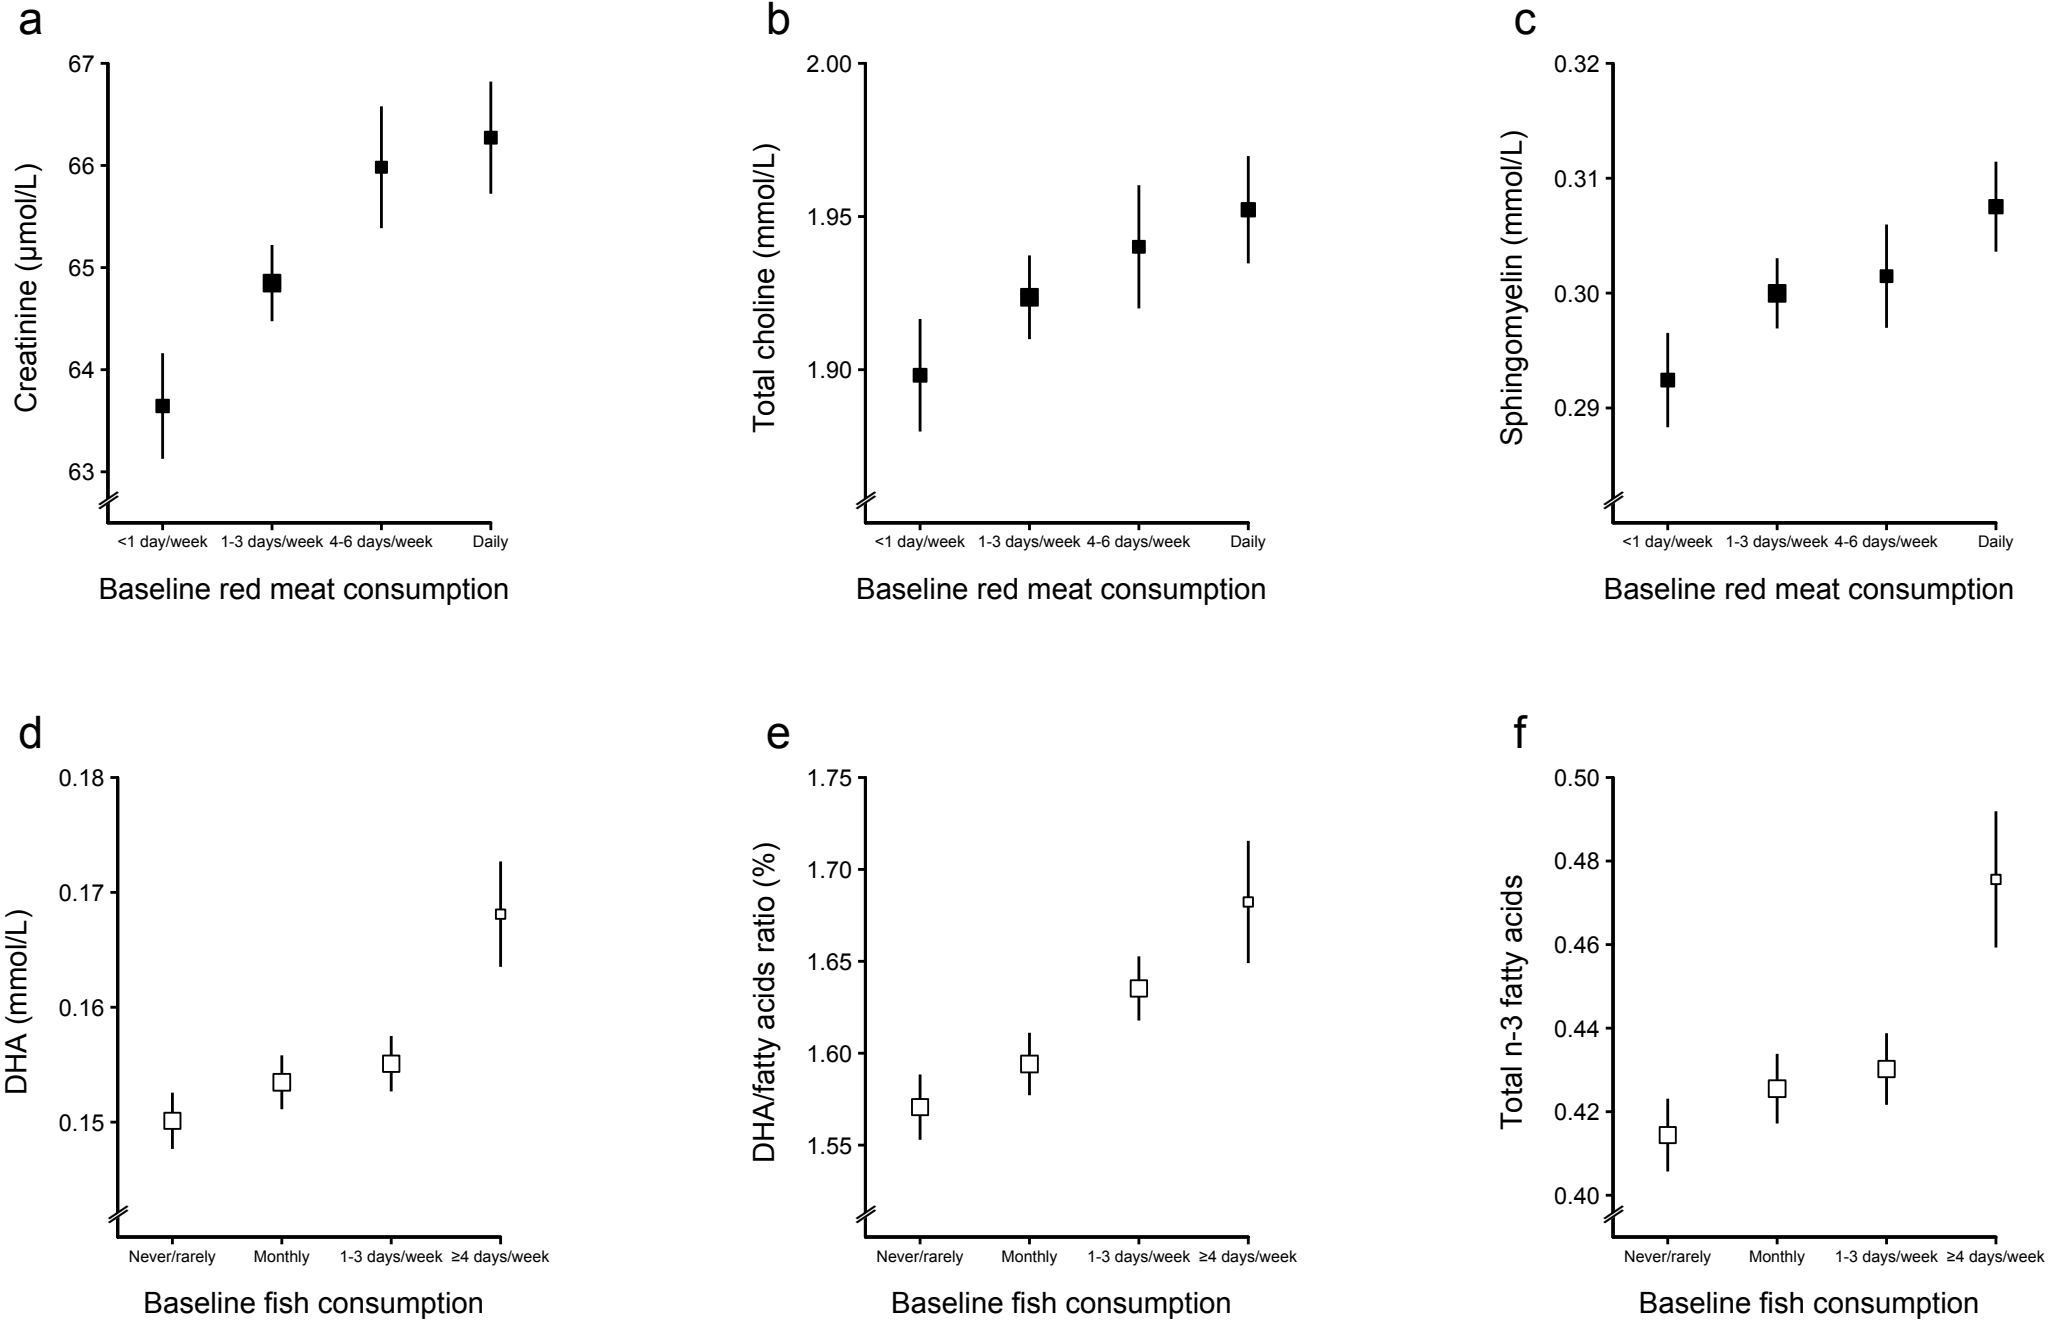 a
67
66
65
64
63
Creatinine (μmol/L)
<1 day/week 1-3 days/week 4-6 days/week Daily
Baseline red meat consumption
b
2.00
1.95
1.90
Total choline (mmol/L)
<1 day/week 1-3 days/week 4-6 days/week Daily
Baseline red meat consumption
c
0.32
0.31
0.30
0.29
Sphingomyelin (mmol/L)
<1 day/week 1-3 days/week 4-6 days/week Daily
Baseline red meat consumption
d
0.18
0.17
0.16
0.15
DHA (mmol/L)
Never/rarely Monthly 1-3 days/week ≥4 days/week
Baseline fish consumption
e
1.75
1.70
1.65
1.60
1.55
DHA/fatty acids ratio (%)
Never/rarely Monthly 1-3 days/week ≥4 days/week
Baseline fish consumption
f
0.50
0.48
0.46
0.44
0.42
0.40
Total n-3 fatty acids
Never/rarely Monthly 1-3 days/week ≥4 days/week
Baseline fish consumption